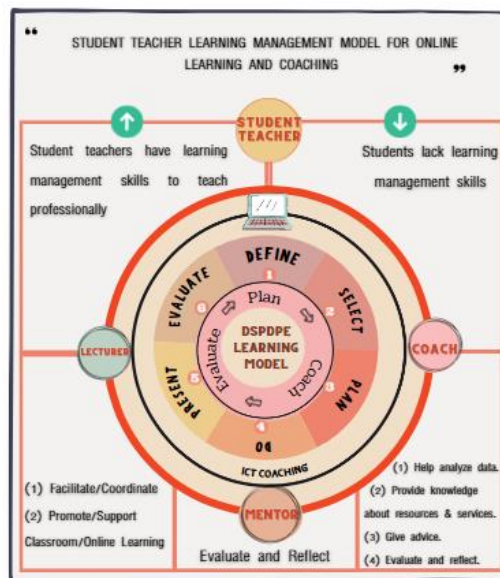 “
STUDENT TEACHER LEARNING MANAGEMENT MODEL FOR ONLINE
LEARNING AND COACHING
”
STUDENT
TEACHER
Student teachers have learning
management skills to teach
professionally
Students lack learning
management skills
DEFINE
1
SELECT
2
PLAN
3
DO
4
PRESENT
5
EVALUATE
6
Plan
Coach
Evaluate
DSPDPE
LEARNING
MODEL
ICT COACHING
LECTURER
COACH
MENTOR
(1) Facilitate/Coordinate
(2) Promote/Support
Classroom/Online Learning
Evaluate and Reflect
(1) Help analyze data.
(2) Provide knowledge
about resources & services.
(3) Give advice.
(4) Evaluate and reflect.